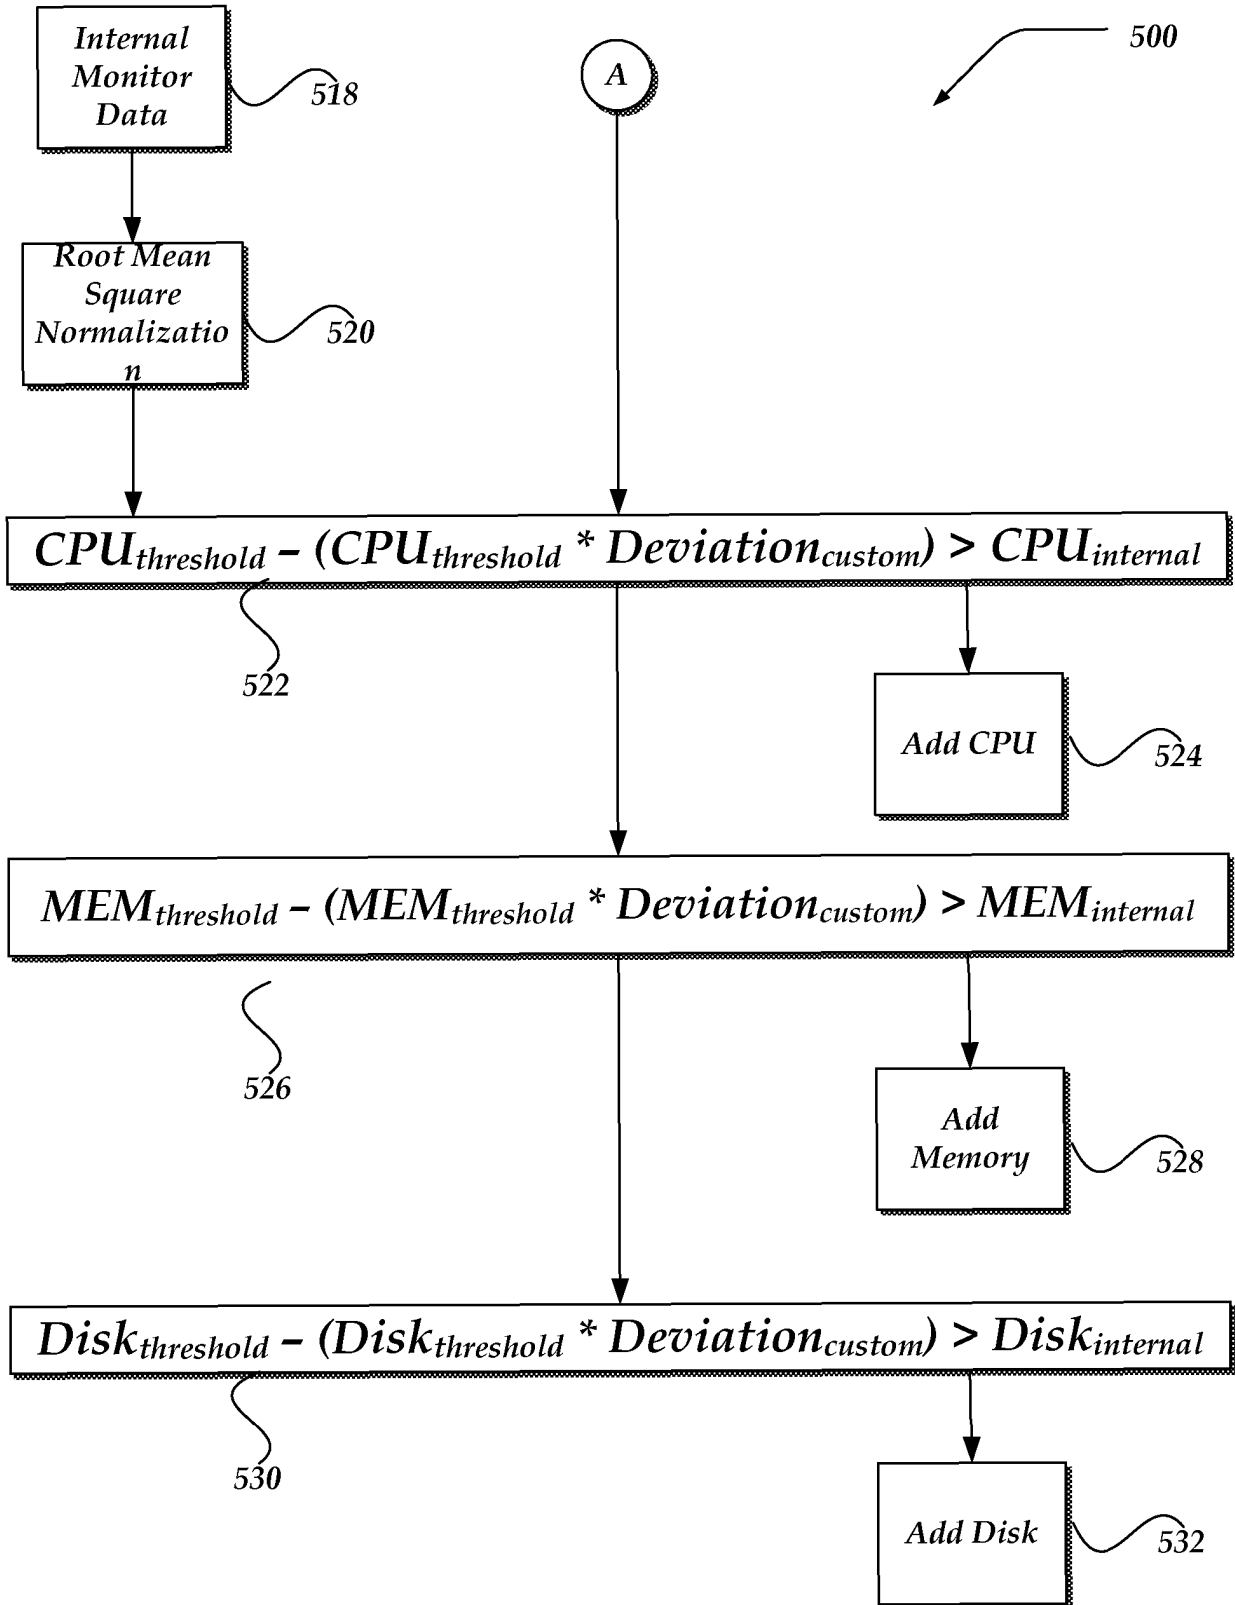 Internal
Monitor
Data
518
A
500
Root Mean
Square
Normalizatio
n
520
CPUthreshold – (CPUthreshold * Deviationcustom) > CPUinternal
522
Add CPU
524
MEMthreshold – (MEMthreshold * Deviationcustom) > MEMinternal
526
Add
Memory
528
Diskthreshold – (Diskthreshold * Deviationcustom) > Diskinternal
530
Add Disk
532